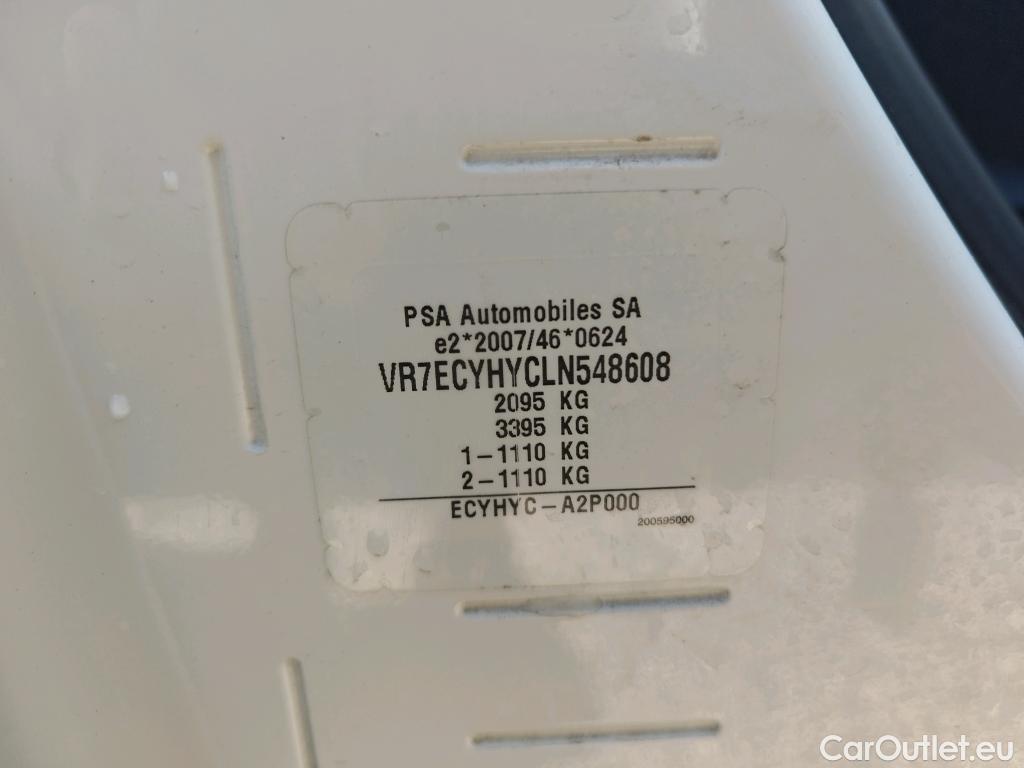 PSA Automobiles SA
e2*2007/46*0624
VR7ECYHYCLN548608
2095 KG
3395 KG
1-1110 KG
2-1110 KG
ECYHYC-A2P000
200595000
CarOutlet.eu